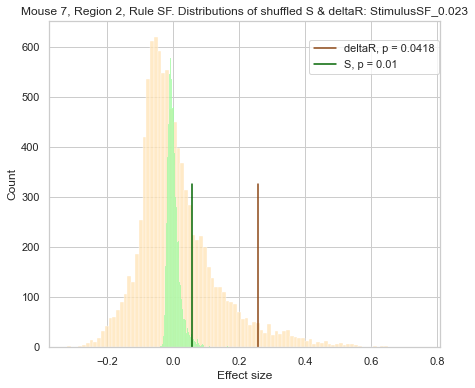 Mouse 7, Region 2, Rule SF. Distributions of shuffled S & deltaR: StimulusSF_0.023
deltaR, p = 0.0418
S, p = 0.01
600
500
400
300
200
100
0
Count
−0.2 0.0 0.2 0.4 0.6 0.8
Effect size